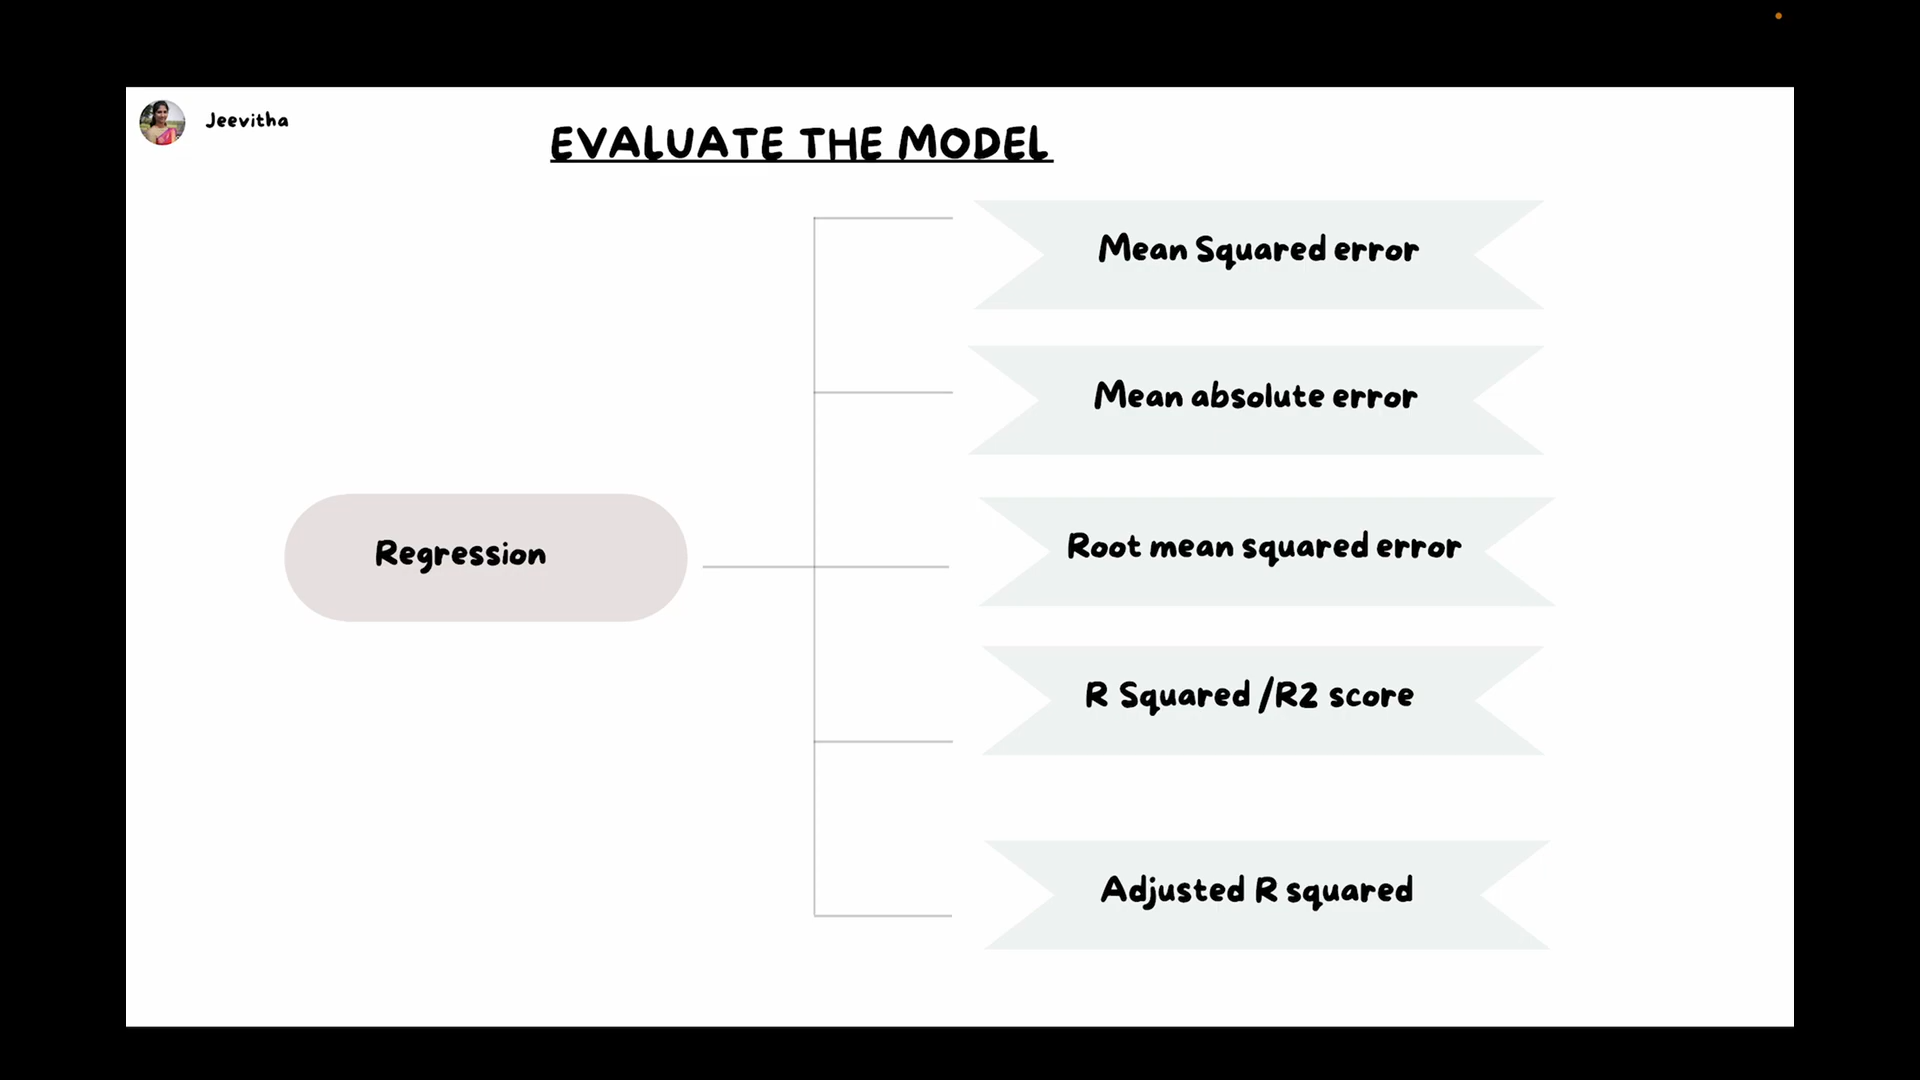 Jeevitha
EVALUATE THE MODEL
Mean Squared error
Mean absolute error
Regression
Root mean squared error
R Squared /R2 score
Adjusted R squared